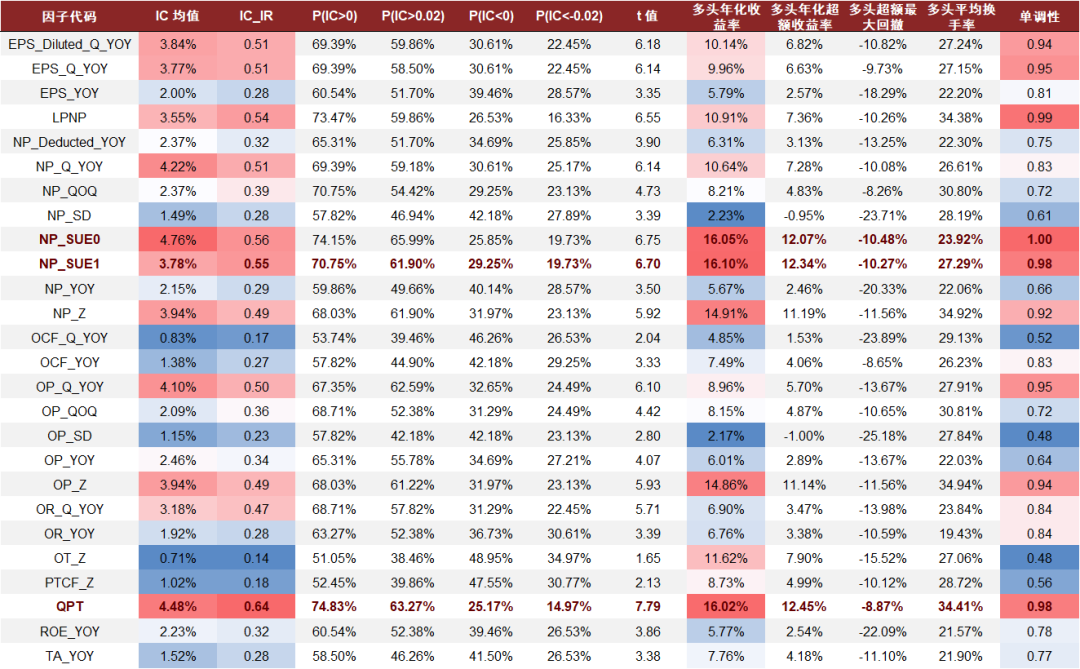 因子代码 IC 均值 IC_IR P(IC>0) P(IC>0.02) P(IC<0) P(IC<-0.02) t 值 多头年化收益率 多头年化超额收益率 多头超额最大回撤 多头平均换手率 单调性
EPS_Diluted_Q_YOY 3.84% 0.51 69.39% 59.86% 30.61% 22.45% 6.18 10.14% 6.82% -10.82% 27.24% 0.94
EPS_Q_YOY 3.77% 0.51 69.39% 58.50% 30.61% 22.45% 6.14 9.96% 6.63% -9.73% 27.15% 0.95
EPS_YOY 2.00% 0.28 60.54% 51.70% 39.46% 28.57% 3.35 5.79% 2.57% -18.29% 22.20% 0.81
LPNP 3.55% 0.54 73.47% 59.86% 26.53% 16.33% 6.55 10.91% 7.36% -10.26% 34.38% 0.99
NP_Deducted_YOY 2.37% 0.32 65.31% 51.70% 34.69% 25.85% 3.90 6.31% 3.13% -13.25% 22.30% 0.75
NP_Q_YOY 4.22% 0.51 69.39% 59.18% 30.61% 25.17% 6.14 10.64% 7.28% -10.08% 26.61% 0.83
NP_QOQ 2.37% 0.39 70.75% 54.42% 29.25% 23.13% 4.73 8.21% 4.83% -8.26% 30.80% 0.72
NP_SD 1.49% 0.28 57.82% 46.94% 42.18% 27.89% 3.39 2.23% -0.95% -23.71% 28.19% 0.61
NP_SUE0 4.76% 0.56 74.15% 65.99% 25.85% 19.73% 6.75 16.05% 12.07% -10.48% 23.92% 1.00
NP_SUE1 3.78% 0.55 70.75% 61.90% 29.25% 19.73% 6.70 16.10% 12.34% -10.27% 27.29% 0.98
NP_YOY 2.15% 0.29 59.86% 49.66% 40.14% 28.57% 3.50 5.67% 2.46% -20.33% 22.06% 0.66
NP_Z 3.94% 0.49 68.03% 61.90% 31.97% 23.13% 5.92 14.91% 11.19% -11.56% 34.92% 0.92
OCF_Q_YOY 0.83% 0.17 53.74% 39.46% 46.26% 26.53% 2.04 4.85% 1.53% -23.89% 29.13% 0.52
OCF_YOY 1.38% 0.27 57.82% 44.90% 42.18% 29.25% 3.33 7.49% 4.06% -8.65% 26.23% 0.83
OP_Q_YOY 4.10% 0.50 67.35% 62.59% 32.65% 24.49% 6.10 8.96% 5.70% -13.67% 27.91% 0.95
OP_QOQ 2.09% 0.36 68.71% 52.38% 31.29% 24.49% 4.42 8.15% 4.87% -10.65% 30.81% 0.72
OP_SD 1.15% 0.23 57.82% 42.18% 42.18% 23.13% 2.80 2.17% -1.00% -25.18% 27.84% 0.48
OP_YOY 2.46% 0.34 65.31% 55.78% 34.69% 27.21% 4.07 6.01% 2.89% -13.67% 22.03% 0.64
OP_Z 3.94% 0.49 68.03% 61.22% 31.97% 23.13% 5.93 14.86% 11.14% -11.56% 34.94% 0.94
OR_Q_YOY 3.18% 0.47 68.71% 57.82% 31.29% 22.45% 5.71 6.90% 3.47% -13.98% 23.84% 0.84
OR_YOY 1.92% 0.28 63.27% 52.38% 36.73% 30.61% 3.39 6.76% 3.38% -10.59% 19.43% 0.84
OT_Z 0.71% 0.14 51.05% 38.46% 48.95% 34.97% 1.65 11.62% 7.90% -15.52% 27.06% 0.48
PTCF_Z 1.02% 0.18 52.45% 39.86% 47.55% 30.77% 2.13 8.73% 4.99% -10.12% 28.72% 0.56
QPT 4.48% 0.64 74.83% 63.27% 25.17% 14.97% 7.79 16.02% 12.45% -8.87% 34.41% 0.98
ROE_YOY 2.23% 0.32 60.54% 52.38% 39.46% 26.53% 3.86 5.77% 2.54% -22.09% 21.57% 0.78
TA_YOY 1.52% 0.28 58.50% 46.26% 41.50% 26.53% 3.38 7.76% 4.18% -11.10% 21.90% 0.77